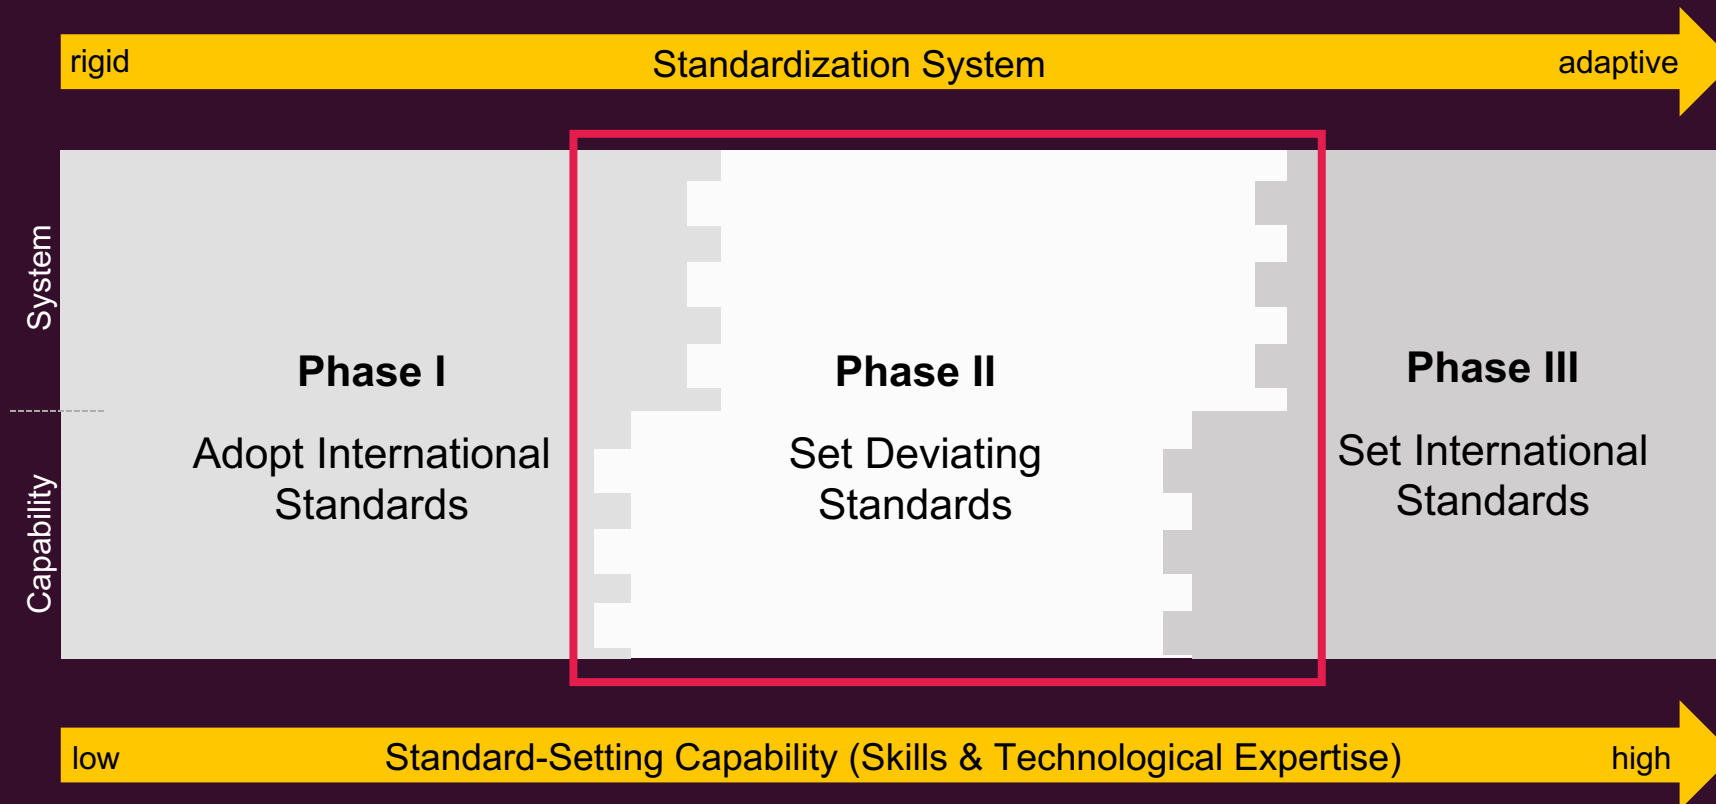 rigid
Standardization System
adaptive
System
Capability
Phase I
Adopt International
Standards
Phase II
Set Deviating
Standards
Phase III
Set International
Standards
low
Standard-Setting Capability (Skills & Technological Expertise)
high